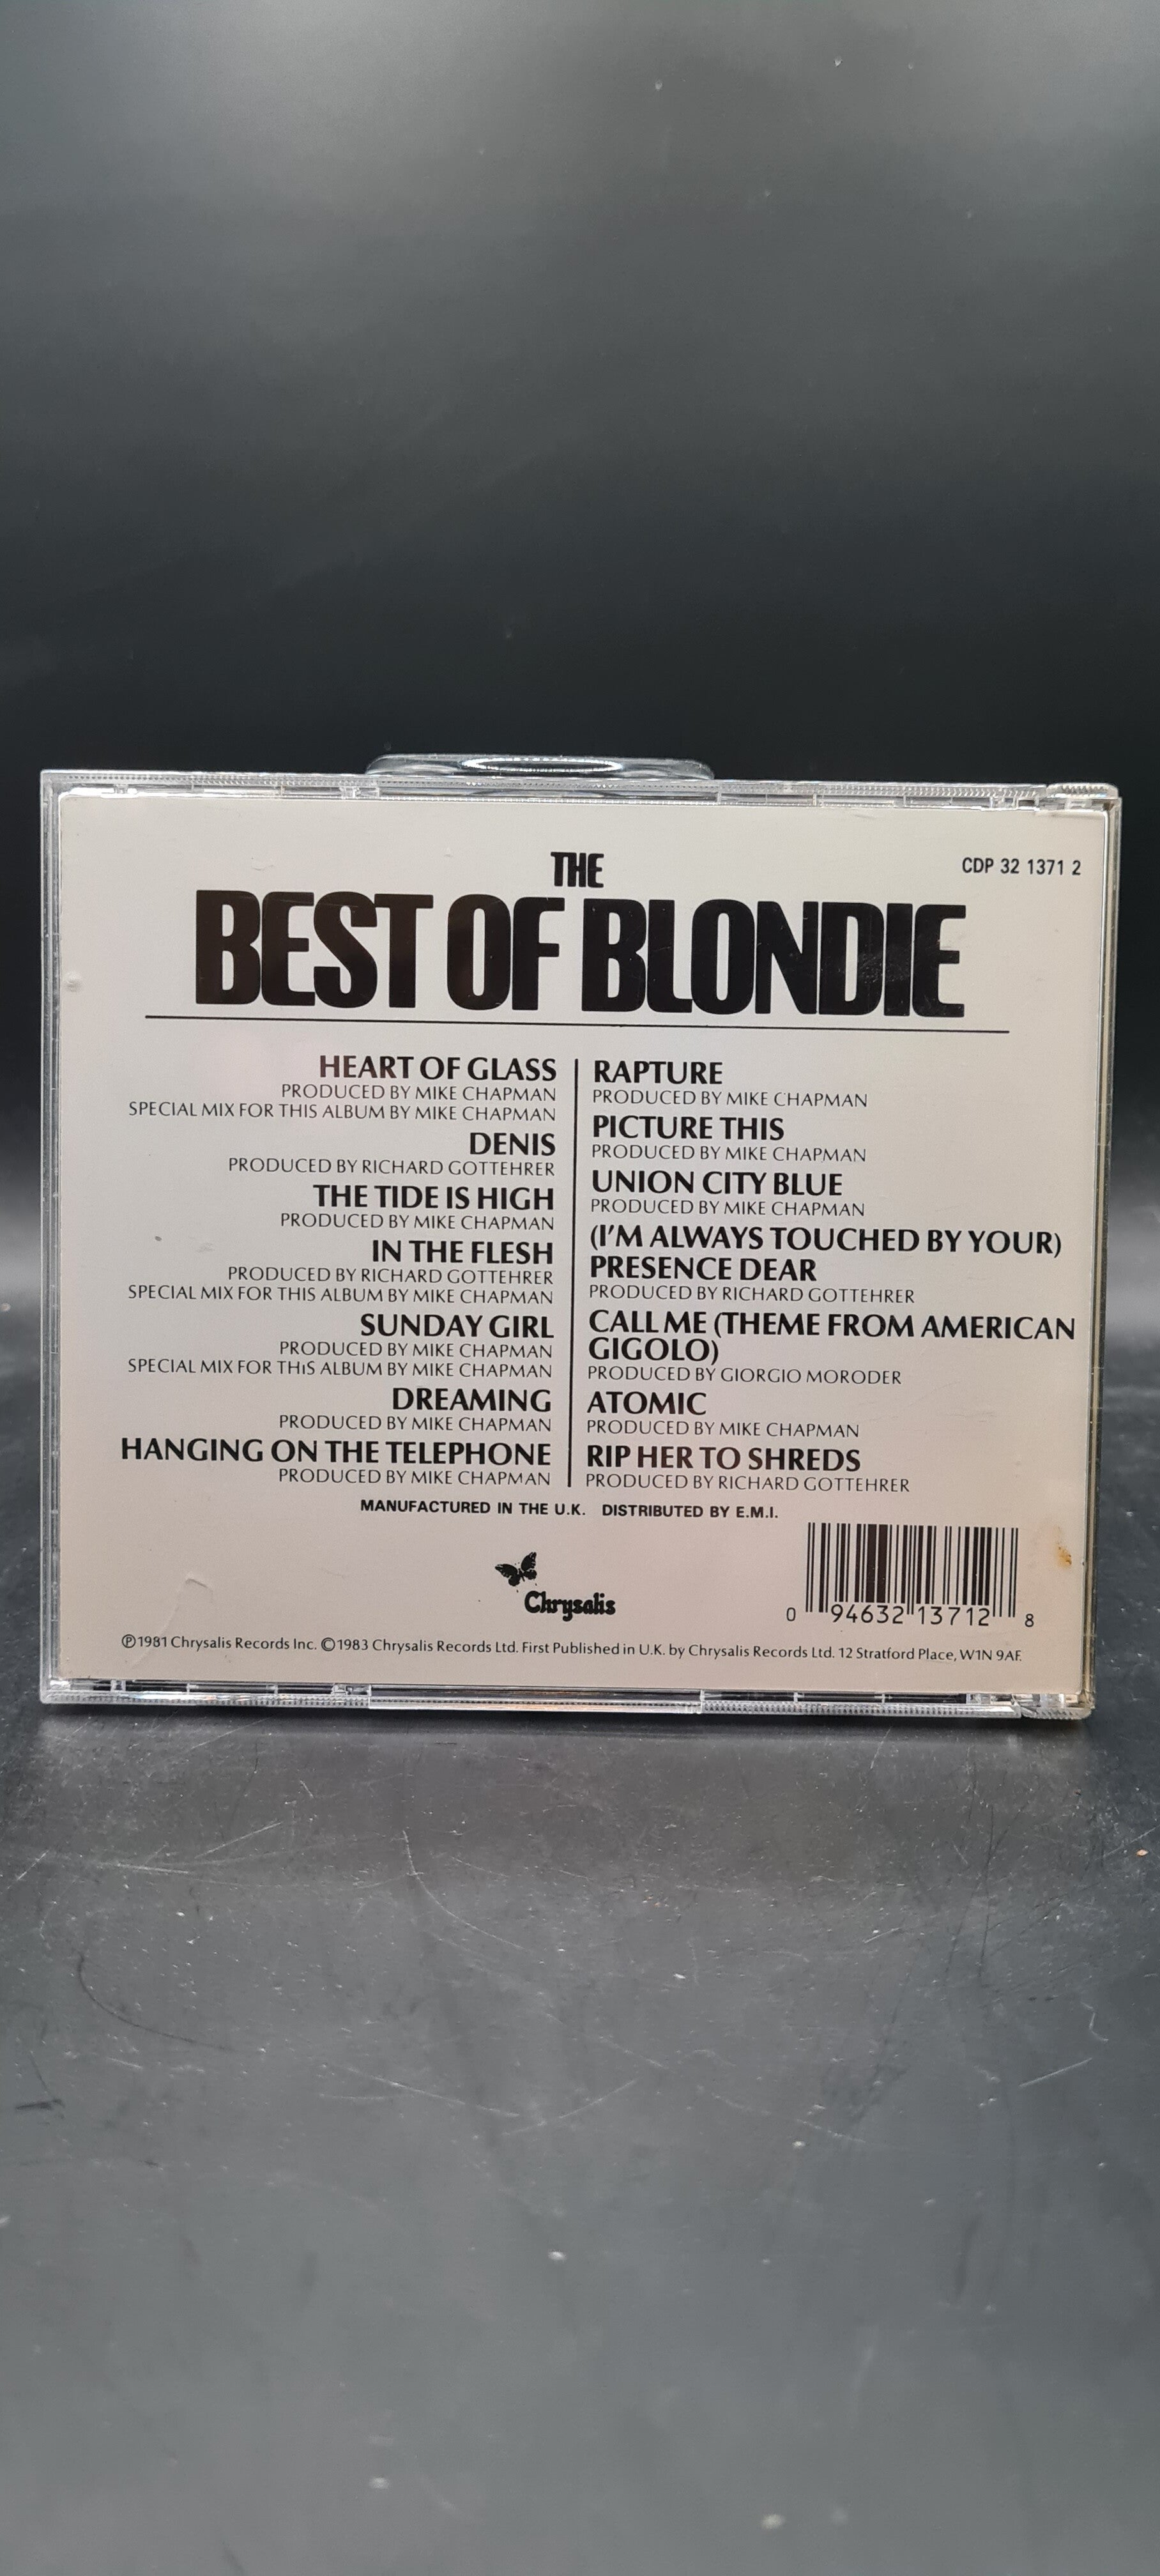 THE
CDP 32 1371 2
BEST OF BLONDIE
HEART OF GLASS
PRODUCED BY MIKE CHAPMAN
SPECIAL MIX FOR THIS ALBUM BY MIKE CHAPMAN
DENIS
PRODUCED BY RICHARD GOTTEHRER
THE TIDE IS HIGH
PRODUCED BY MIKE CHAPMAN
IN THE FLESH
PRODUCED BY RICHARD GOTTEHRER
SPECIAL MIX FOR THIS ALBUM BY MIKE CHAPMAN
SUNDAY GIRL
PRODUCED BY MIKE CHAPMAN
SPECIAL MIX FOR THIS ALBUM BY MIKE CHAPMAN
DREAMING
PRODUCED BY MIKE CHAPMAN
HANGING ON THE TELEPHONE
PRODUCED BY MIKE CHAPMAN
RAPTURE
PRODUCED BY MIKE CHAPMAN
PICTURE THIS
PRODUCED BY MIKE CHAPMAN
UNION CITY BLUE
PRODUCED BY MIKE CHAPMAN
(I'M ALWAYS TOUCHED BY YOUR)
PRESENCE DEAR
PRODUCED BY RICHARD GOTTEHRER
CALL ME (THEME FROM AMERICAN
GIGOLO)
PRODUCED BY GIORGIO MORODER
ATOMIC
PRODUCED BY MIKE CHAPMAN
RIP HER TO SHREDS
PRODUCED BY RICHARD GOTTEHRER
MANUFACTURED IN THE U.K. DISTRIBUTED BY E.M.I.
Chrysalis
0 94632 13712 8
℗1981 Chrysalis Records Inc. ©1983 Chrysalis Records Ltd. First Published in U.K. by Chrysalis Records Ltd. 12 Stratford Place, W1N 9AF.